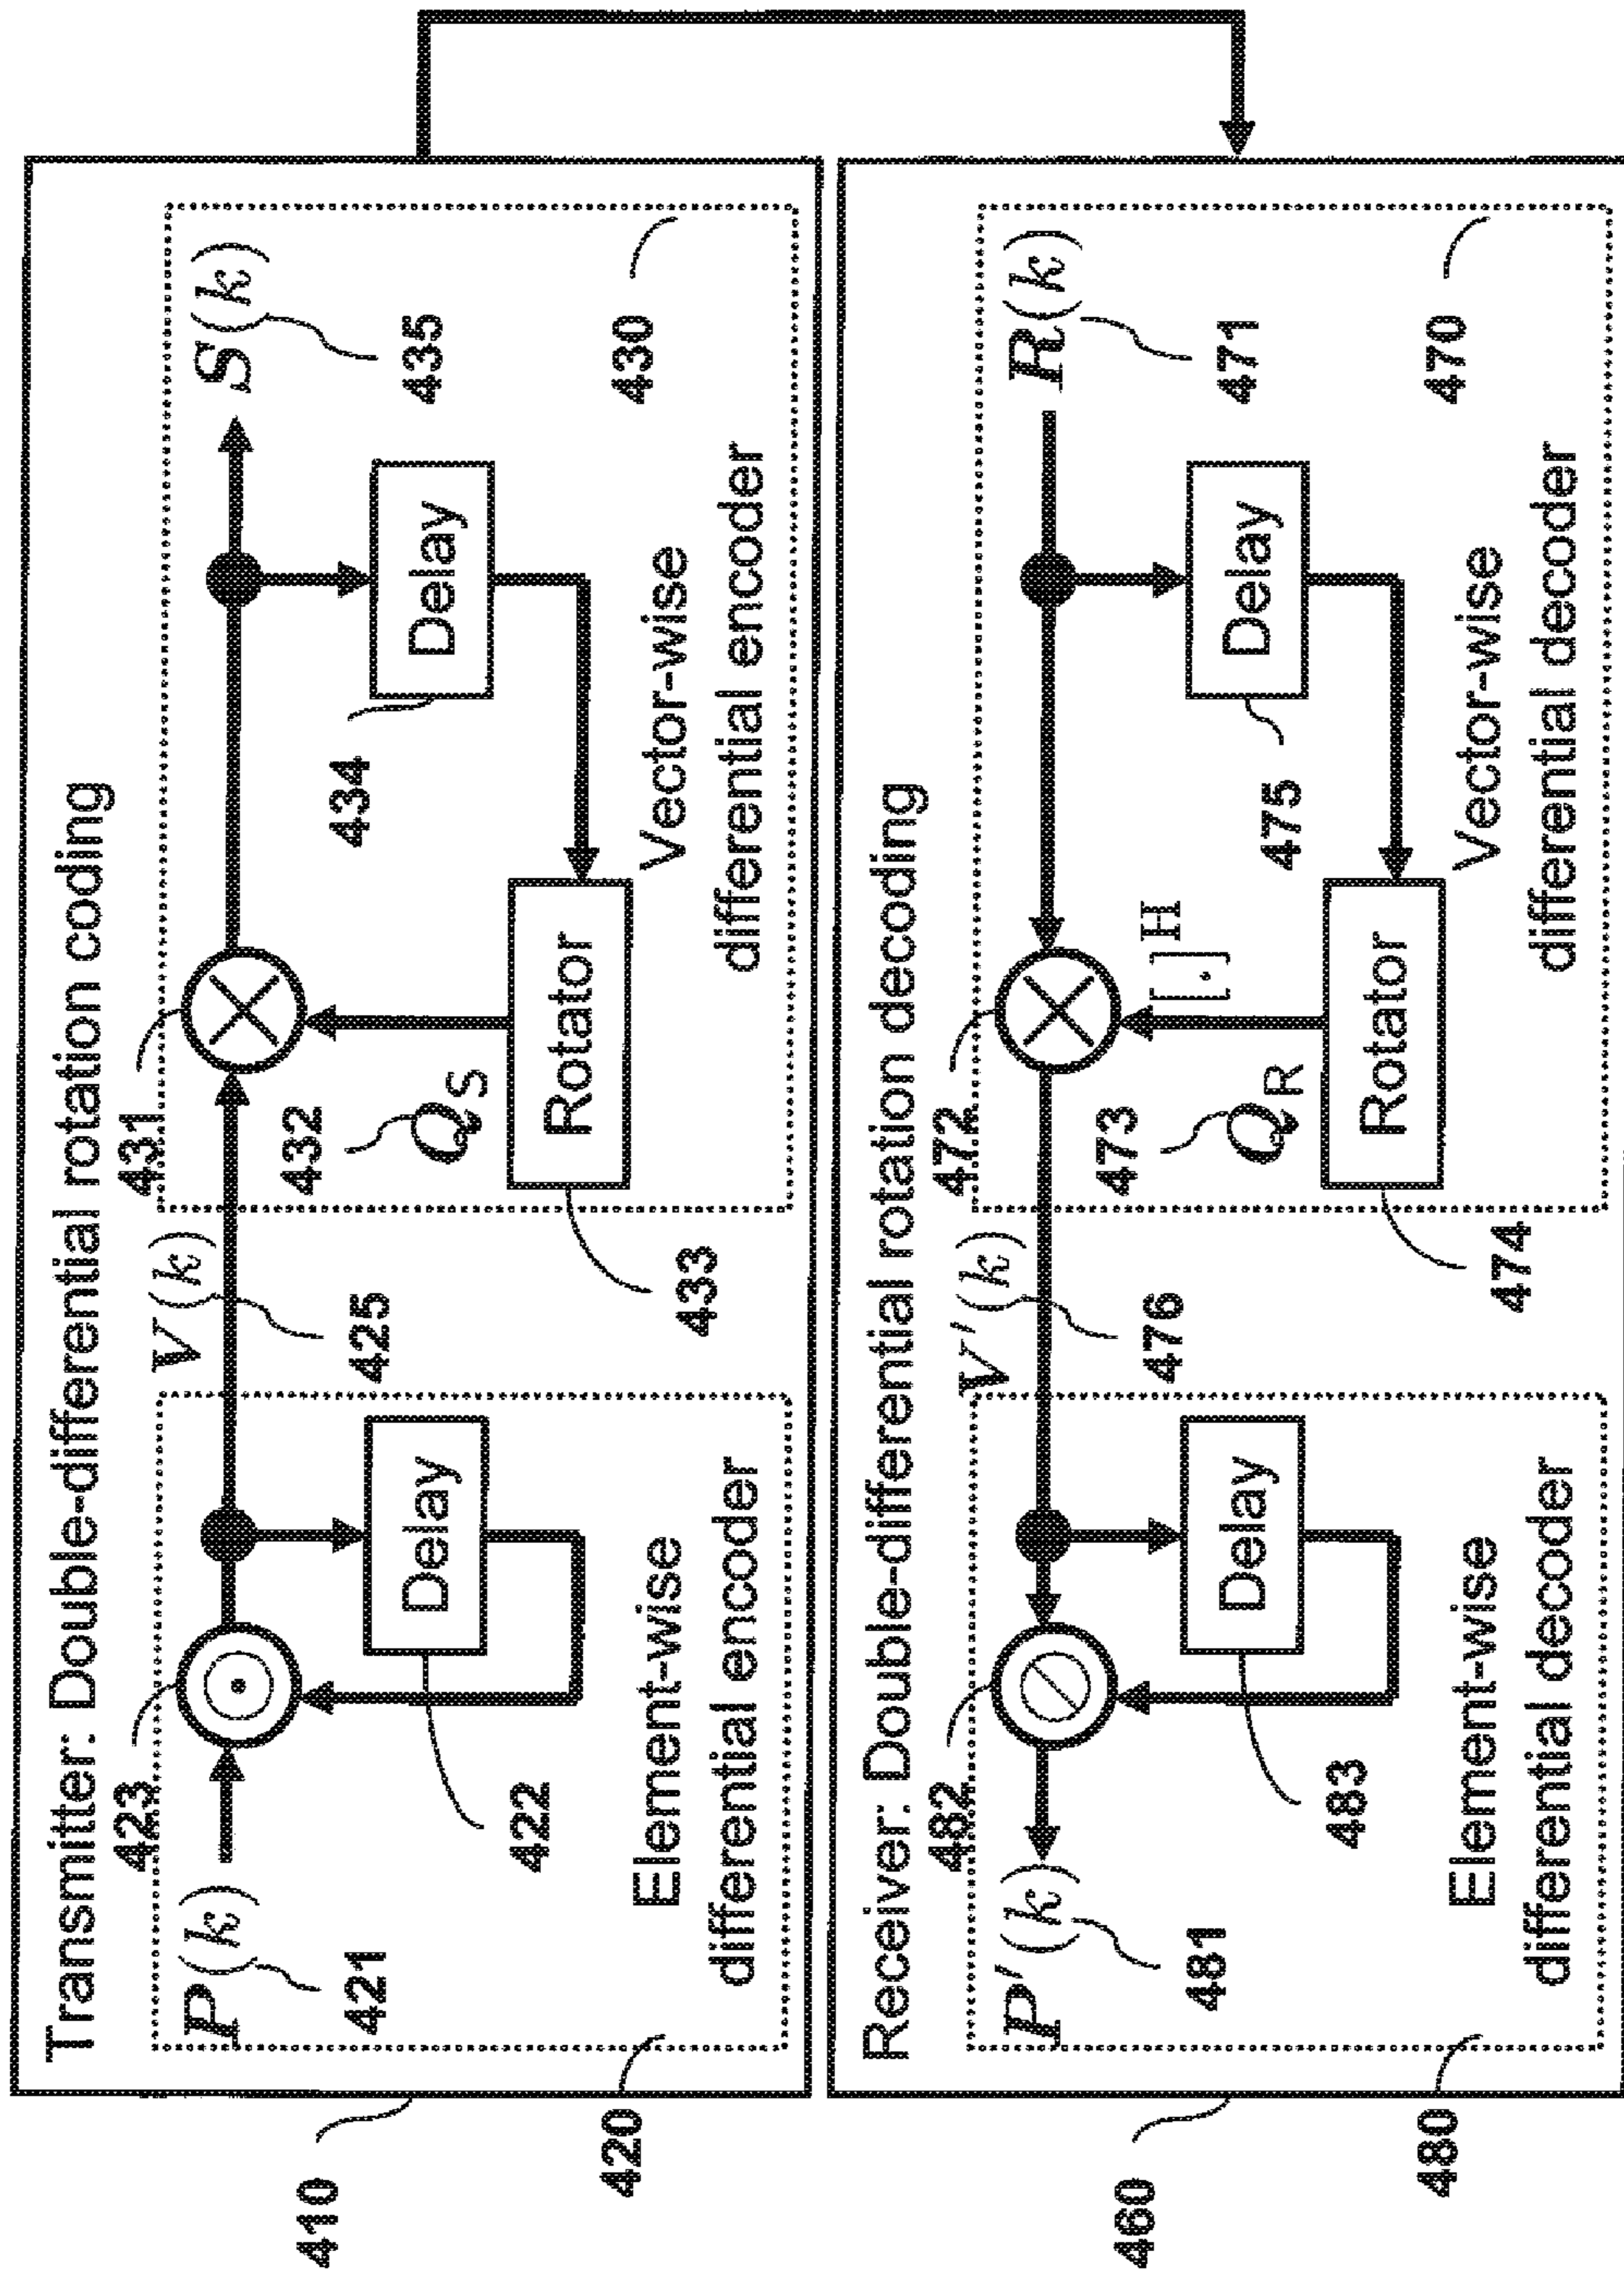 Transmitter: Double-differential rotation coding
410
420
P(k)
421
423
Delay
422
Element-wise
differential encoder
V(k)
425
431
432
Q_S
Rotator
433
Delay
434
S(k)
435
430
Vector-wise
differential encoder
Receiver: Double-differential rotation decoding
460
480
P'(k)
481
482
Delay
483
Element-wise
differential decoder
V'(k)
476
472
473
Q_R
[.]^H
Rotator
474
Delay
475
R(k)
471
470
Vector-wise
differential decoder